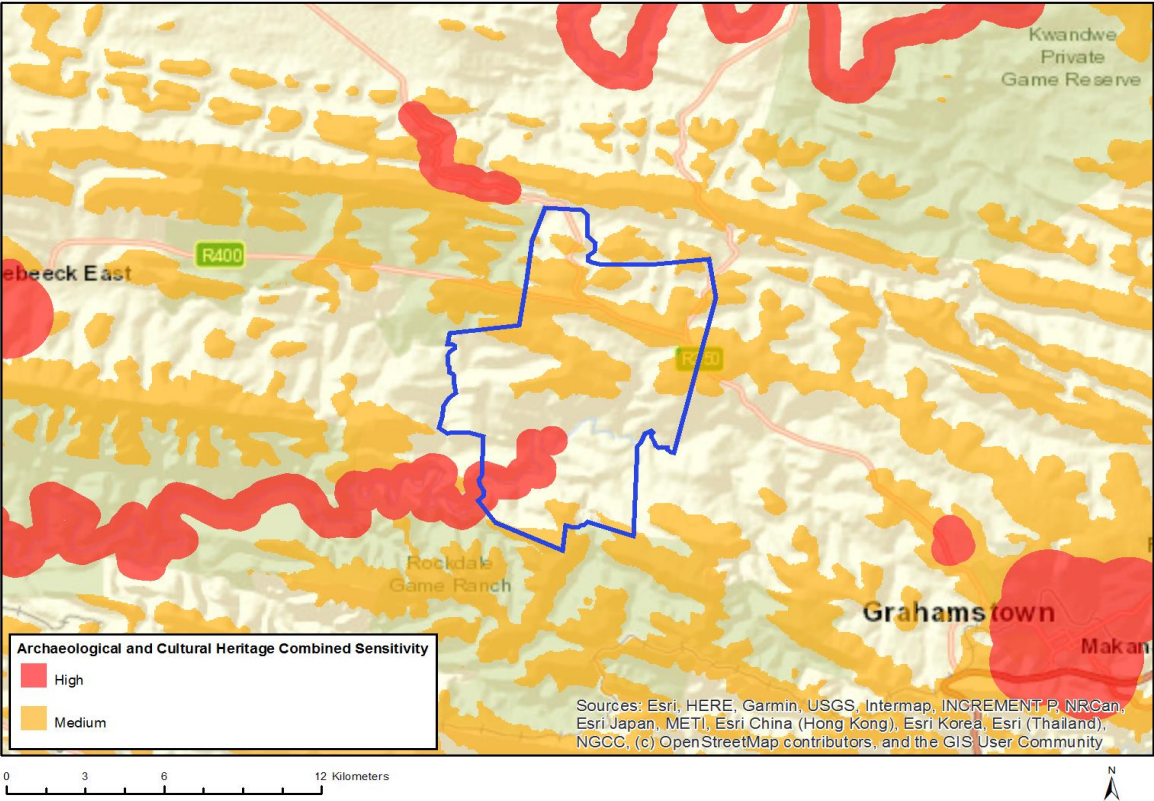 Kwandwe
Private
Game Reserve
R400
ebeeck East
Rockdale
Game Ranch
Grahamstown
Makan
Archaeological and Cultural Heritage Combined Sensitivity
High
Medium
Sources: Esri, HERE, Garmin, USGS, Intermap, INCREMENT P, NRCan,
Esri Japan, METI, Esri China (Hong Kong), Esri Korea, Esri (Thailand),
NGCC, (c) OpenStreetMap contributors, and the GIS User Community
0 3 6 12 Kilometers
N